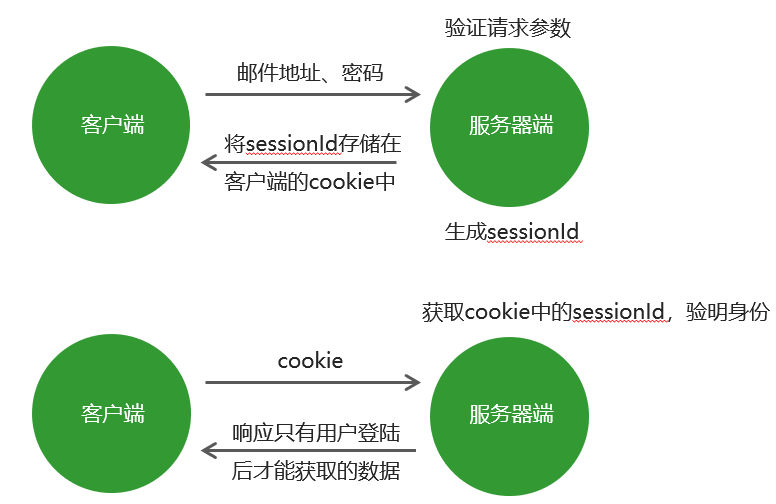 验证请求参数
邮件地址、密码
客户端
服务器端
将sessionId存储在
客户端的cookie中
生成sessionId
获取cookie中的sessionId，验明身份
cookie
客户端
服务器端
响应只有用户登陆
后才能获取的数据